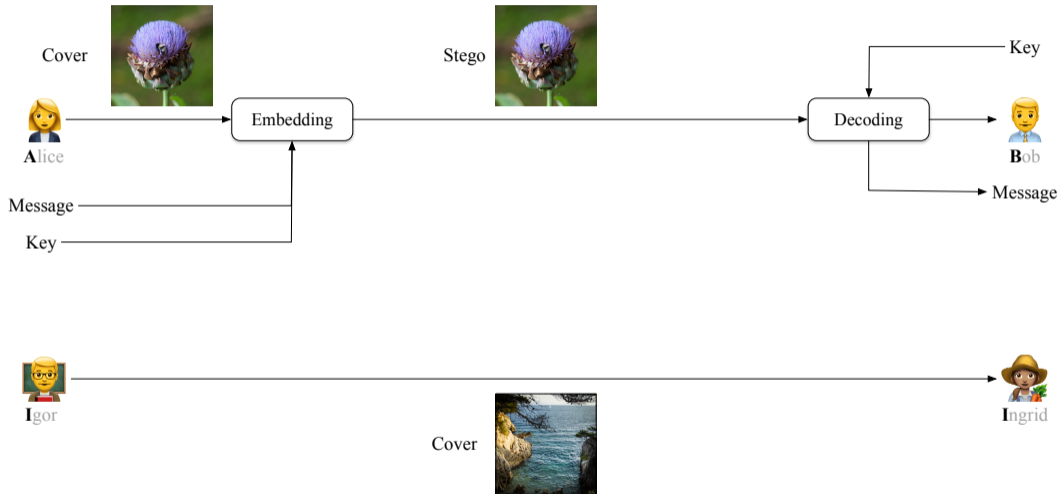 Cover
Stego
Key
Embedding
Decoding
Alice
Bob
Message
Message
Key
Igor
Ingrid
Cover